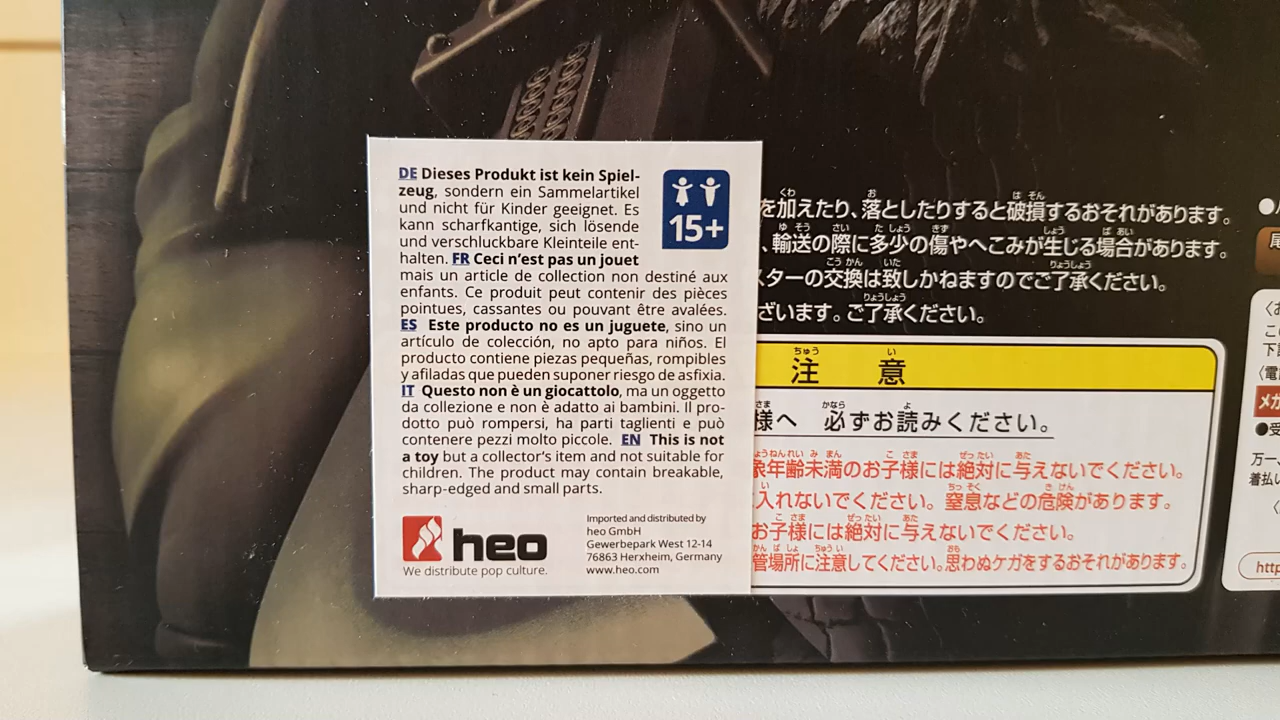 DE Dieses Produkt ist kein Spiel-
zeug, sondern ein Sammelartikel
und nicht für Kinder geeignet. Es
kann scharfkantige, sich lösende
und verschluckbare Kleinteile ent-
halten. FR Ceci n’est pas un jouet
mais un article de collection non destiné aux
enfants. Ce produit peut contenir des pièces
pointues, cassantes ou pouvant être avalées.
ES Este producto no es un juguete, sino un
artículo de colección, no apto para niños. El
producto contiene piezas pequeñas, rompibles
y afiladas que pueden suponer riesgo de asfixia.
IT Questo non è un giocattolo, ma un oggetto
da collezione e non è adatto ai bambini. Il pro-
dotto può rompersi, ha parti taglienti e può
contenere pezzi molto piccole. EN This is not
a toy but a collector's item and not suitable for
children. The product may contain breakable,
sharp-edged and small parts.
15+
heo
We distribute pop culture.
Imported and distributed by
heo GmbH
Gewerbepark West 12-14
76863 Herxheim, Germany
www.heo.com
を加えたり、落としたりすると破損するおそれがあります。
、輸送の際に多少の傷やへこみが生じる場合があります。
スターの交換は致しかねますのでご了承ください。
ざいます。ご了承ください。
注意
様へ 必ずお読みください。
象年齢未満のお子様には絶対に与えないでください。
入れないでください。窒息などの危険があります。
お子様には絶対に与えないでください。
管場所に注意してください。思わぬケガをするおそれがあります。
下
〈電
メガ
●受
万一、
着払い
http